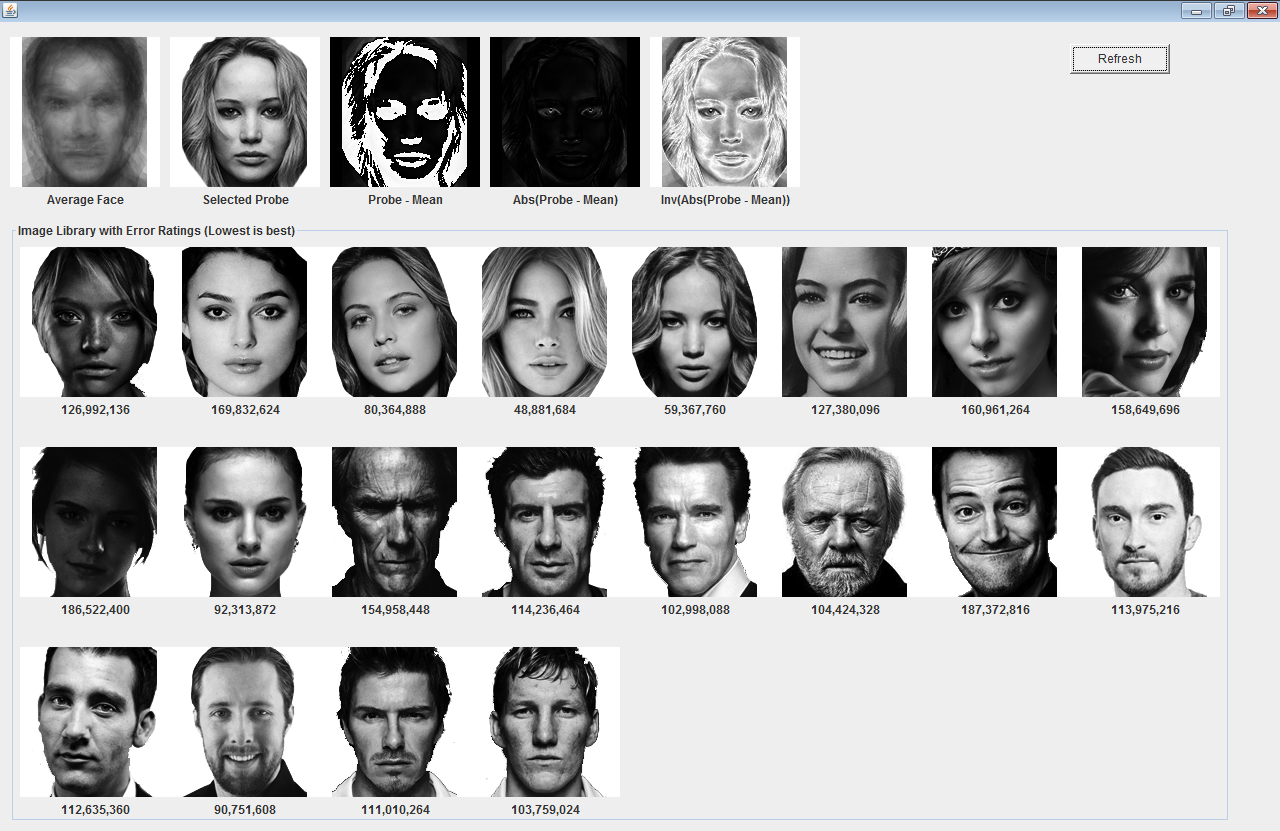 Refresh
Average Face Selected Probe Probe - Mean Abs(Probe - Mean) Inv(Abs(Probe - Mean))
Image Library with Error Ratings (Lowest is best)
126,992,136 169,832,624 80,364,888 48,881,684 59,367,760 127,380,096 160,961,264 158,649,696
186,522,400 92,313,872 154,958,448 114,236,464 102,998,088 104,424,328 187,372,816 113,975,216
112,635,360 90,751,608 111,010,264 103,759,024